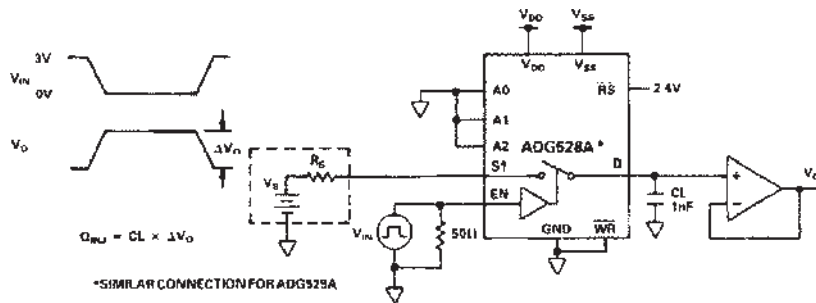 VDD VSS
3V
VIN
0V
VO
ΔVO
VDD VSS
A0
A1
A2
RS
2.4V
ADG528A*
S1
D
RS
VS
EN
VIN
50Ω
GND WR
CL
1nF
VO
QINJ = CL × ΔVO
*SIMILAR CONNECTION FOR ADG529A